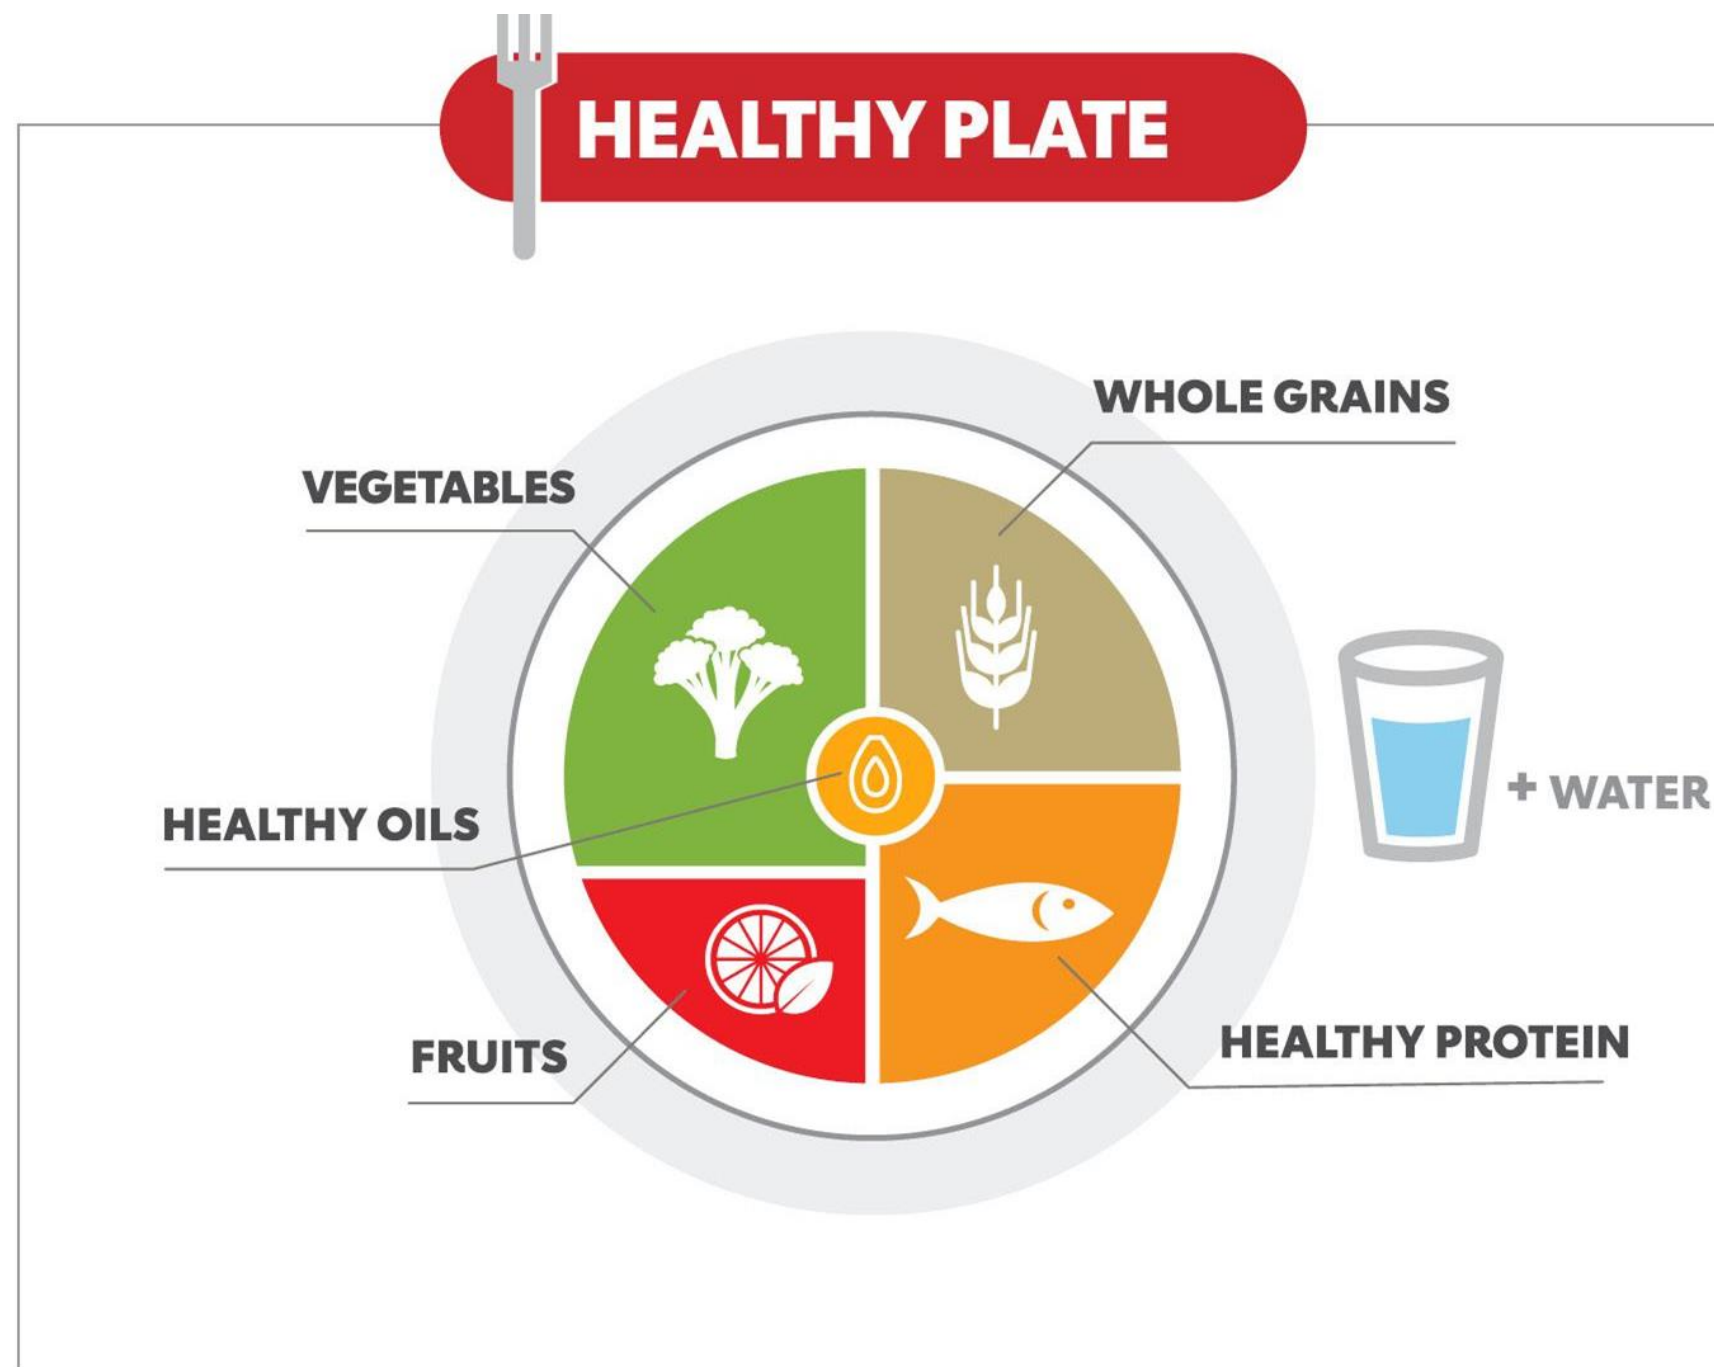 HEALTHY PLATE
WHOLE GRAINS
VEGETABLES
+ WATER
HEALTHY OILS
HEALTHY PROTEIN
FRUITS